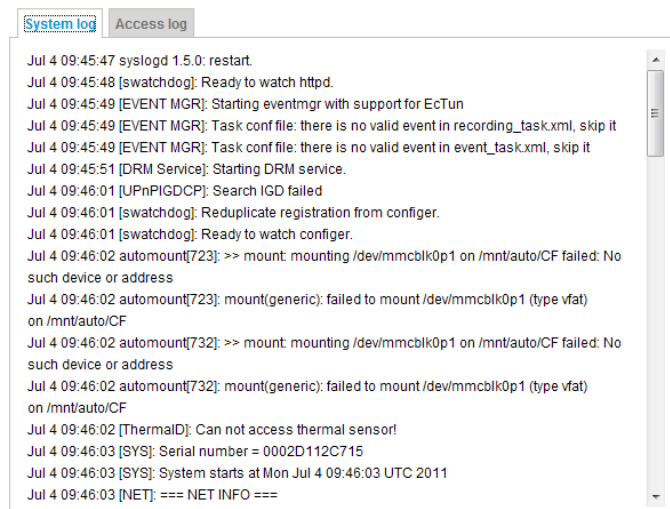 System log Access log
Jul 4 09:45:47 syslogd 1.5.0: restart.
Jul 4 09:45:48 [swatchdog]: Ready to watch httpd.
Jul 4 09:45:49 [EVENT MGR]: Starting eventmgr with support for EcTun
Jul 4 09:45:49 [EVENT MGR]: Task conf file: there is no valid event in recording_task.xml, skip it
Jul 4 09:45:49 [EVENT MGR]: Task conf file: there is no valid event in event_task.xml, skip it
Jul 4 09:45:51 [DRM Service]: Starting DRM service.
Jul 4 09:46:01 [UPnPIGDCP]: Search IGD failed
Jul 4 09:46:01 [swatchdog]: Reduplicate registration from configer.
Jul 4 09:46:01 [swatchdog]: Ready to watch configer.
Jul 4 09:46:02 automount[723]: >> mount: mounting /dev/mmcblk0p1 on /mnt/auto/CF failed: No
such device or address
Jul 4 09:46:02 automount[723]: mount(generic): failed to mount /dev/mmcblk0p1 (type vfat)
on /mnt/auto/CF
Jul 4 09:46:02 automount[732]: >> mount: mounting /dev/mmcblk0p1 on /mnt/auto/CF failed: No
such device or address
Jul 4 09:46:02 automount[732]: mount(generic): failed to mount /dev/mmcblk0p1 (type vfat)
on /mnt/auto/CF
Jul 4 09:46:02 [ThermalD]: Can not access thermal sensor!
Jul 4 09:46:03 [SYS]: Serial number = 0002D112C715
Jul 4 09:46:03 [SYS]: System starts at Mon Jul 4 09:46:03 UTC 2011
Jul 4 09:46:03 [NET]: === NET INFO ===